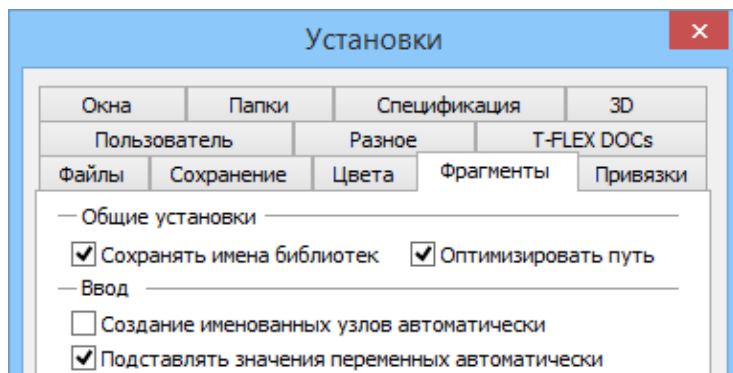 Установки
Окна Папки Спецификация 3D
Пользователь Разное T-FLEX DOCs
Файлы Сохранение Цвета Фрагменты Привязки
Общие установки
Сохранять имена библиотек Оптимизировать путь
Ввод
Создание именованных узлов автоматически
Подставлять значения переменных автоматически